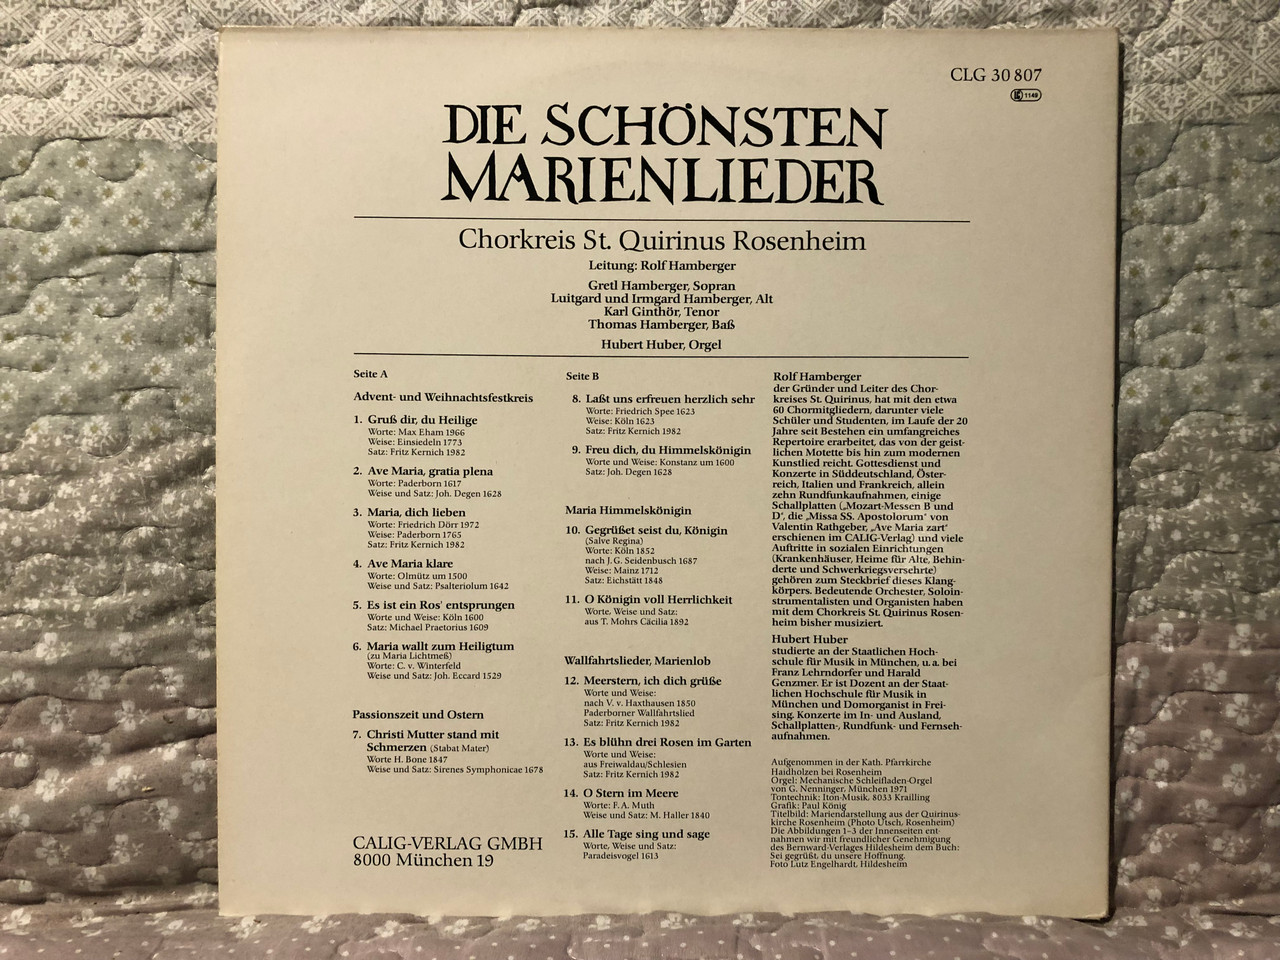 CLG 30 807
LC 1149
DIE SCHÖNSTEN
MARIENLIEDER
Chorkreis St. Quirinus Rosenheim
Leitung: Rolf Hamberger
Gretl Hamberger, Sopran
Luitgard und Irmgard Hamberger, Alt
Karl Ginthör, Tenor
Thomas Hamberger, Baß
Hubert Huber, Orgel
Seite A
Advent- und Weihnachtsfestkreis
1. Gruß dir, du Heilige
Worte: Max Eham 1966
Weise: Einsiedeln 1773
Satz: Fritz Kernich 1982
2. Ave Maria, gratia plena
Worte: Paderborn 1617
Weise und Satz: Joh. Degen 1628
3. Maria, dich lieben
Worte: Friedrich Dörr 1972
Weise: Paderborn 1765
Satz: Fritz Kernich 1982
4. Ave Maria klare
Worte: Olmütz um 1500
Weise und Satz: Psalteriolum 1642
5. Es ist ein Ros' entsprungen
Worte und Weise: Köln 1600
Satz: Michael Praetorius 1609
6. Maria wallt zum Heiligtum
(zu Maria Lichtmeß)
Worte: C. v. Winterfeld
Weise und Satz: Joh. Eccard 1529
Passionszeit und Ostern
7. Christi Mutter stand mit
Schmerzen (Stabat Mater)
Worte H. Bone 1847
Weise und Satz: Sirenes Symphonicae 1678
CALIG-VERLAG GMBH
8000 München 19
Seite B
8. Laßt uns erfreuen herzlich sehr
Worte: Friedrich Spee 1623
Weise: Köln 1623
Satz: Fritz Kernich 1982
9. Freu dich, du Himmelskönigin
Worte und Weise: Konstanz um 1600
Satz: Joh. Degen 1628
Maria Himmelskönigin
10. Gegrüßet seist du, Königin
(Salve Regina)
Worte: Köln 1852
nach J. G. Seidenbusch 1687
Weise: Mainz 1712
Satz: Eichstätt 1848
11. O Königin voll Herrlichkeit
Worte, Weise und Satz:
aus T. Mohrs Cäcilia 1892
Wallfahrtslieder, Marienlob
12. Meerstern, ich dich grüße
Worte und Weise:
nach V. v. Haxthausen 1850
Paderborner Wallfahrtslied
Satz: Fritz Kernich 1982
13. Es blühn drei Rosen im Garten
Worte und Weise:
aus Freiwaldau/Schlesien
Satz: Fritz Kernich 1982
14. O Stern im Meere
Worte: F. A. Muth
Weise und Satz: M. Haller 1840
15. Alle Tage sing und sage
Worte, Weise und Satz:
Paradeisvogel 1613
Rolf Hamberger
der Gründer und Leiter des Chor-
kreises St. Quirinus, hat mit den etwa
60 Chormitgliedern, darunter viele
Schüler und Studenten, im Laufe der 20
Jahre seit Bestehen ein umfangreiches
Repertoire erarbeitet, das von der geist-
lichen Motette bis hin zum modernen
Kunstlied reicht. Gottesdienst und
Konzerte in Süddeutschland, Öster-
reich, Italien und Frankreich, allein
zehn Rundfunkaufnahmen, einige
Schallplatten („Mozart-Messen B und
D“, die „Missa SS. Apostolorum“ von
Valentin Rathgeber, „Ave Maria zart“
erschienen im CALIG-Verlag) und viele
Auftritte in sozialen Einrichtungen
(Krankenhäuser, Heime für Alte, Behin-
derte und Schwerkriegsversehrte)
gehören zum Steckbrief dieses Klang-
körpers. Bedeutende Orchester, Soloin-
strumentalisten und Organisten haben
mit dem Chorkreis St. Quirinus Rosen-
heim bisher musiziert.
Hubert Huber
studierte an der Staatlichen Hoch-
schule für Musik in München, u. a. bei
Franz Lehrndorfer und Harald
Genzmer. Er ist Dozent an der Staat-
lichen Hochschule für Musik in
München und Domorganist in Frei-
sing. Konzerte im In- und Ausland,
Schallplatten-, Rundfunk- und Fernseh-
aufnahmen.
Aufgenommen in der Kath. Pfarrkirche
Haidholzen bei Rosenheim
Orgel: Mechanische Schleifladen-Orgel
von G. Nenninger, München 1971
Tontechnik: Iton-Musik, 8033 Krailling
Grafik: Paul König
Titelbild: Mariendarstellung aus der Quirinus-
kirche Rosenheim (Photo Utsch, Rosenheim)
Die Abbildungen 1–3 der Innenseiten ent-
nahmen wir mit freundlicher Genehmigung
des Bernward-Verlages Hildesheim dem Buch:
Sei gegrüßt, du unsere Hoffnung.
Foto Lutz Engelhardt, Hildesheim